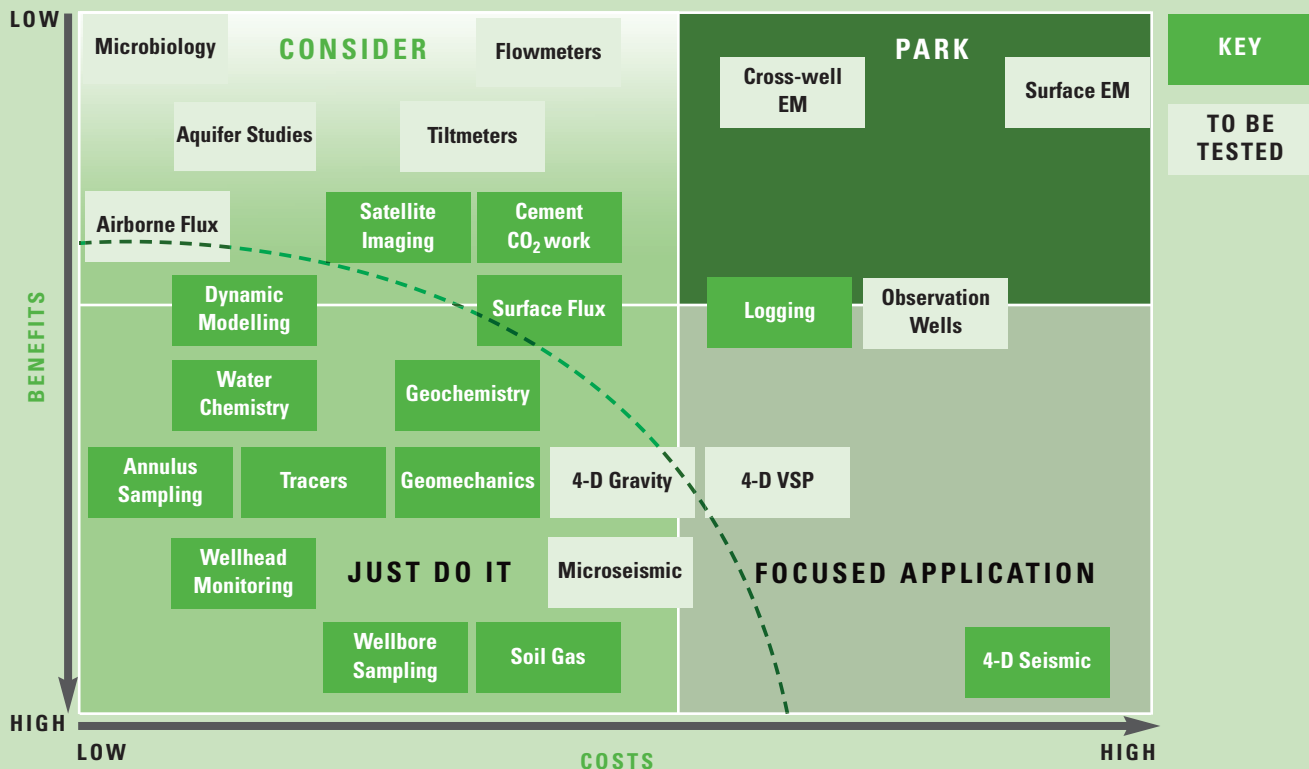 LOW
Microbiology
CONSIDER
Flowmeters
PARK
KEY
Cross-well
EM
Surface EM
TO BE
TESTED
Aquifer Studies
Tiltmeters
Airborne Flux
Satellite
Imaging
Cement
CO₂ work
Dynamic
Modelling
Surface Flux
Logging
Observation
Wells
BENEFITS
Water
Chemistry
Geochemistry
Annulus
Sampling
Tracers
Geomechanics
4-D Gravity
4-D VSP
Wellhead
Monitoring
JUST DO IT
Microseismic
FOCUSED APPLICATION
Wellbore
Sampling
Soil Gas
4-D Seismic
HIGH
LOW
COSTS
HIGH